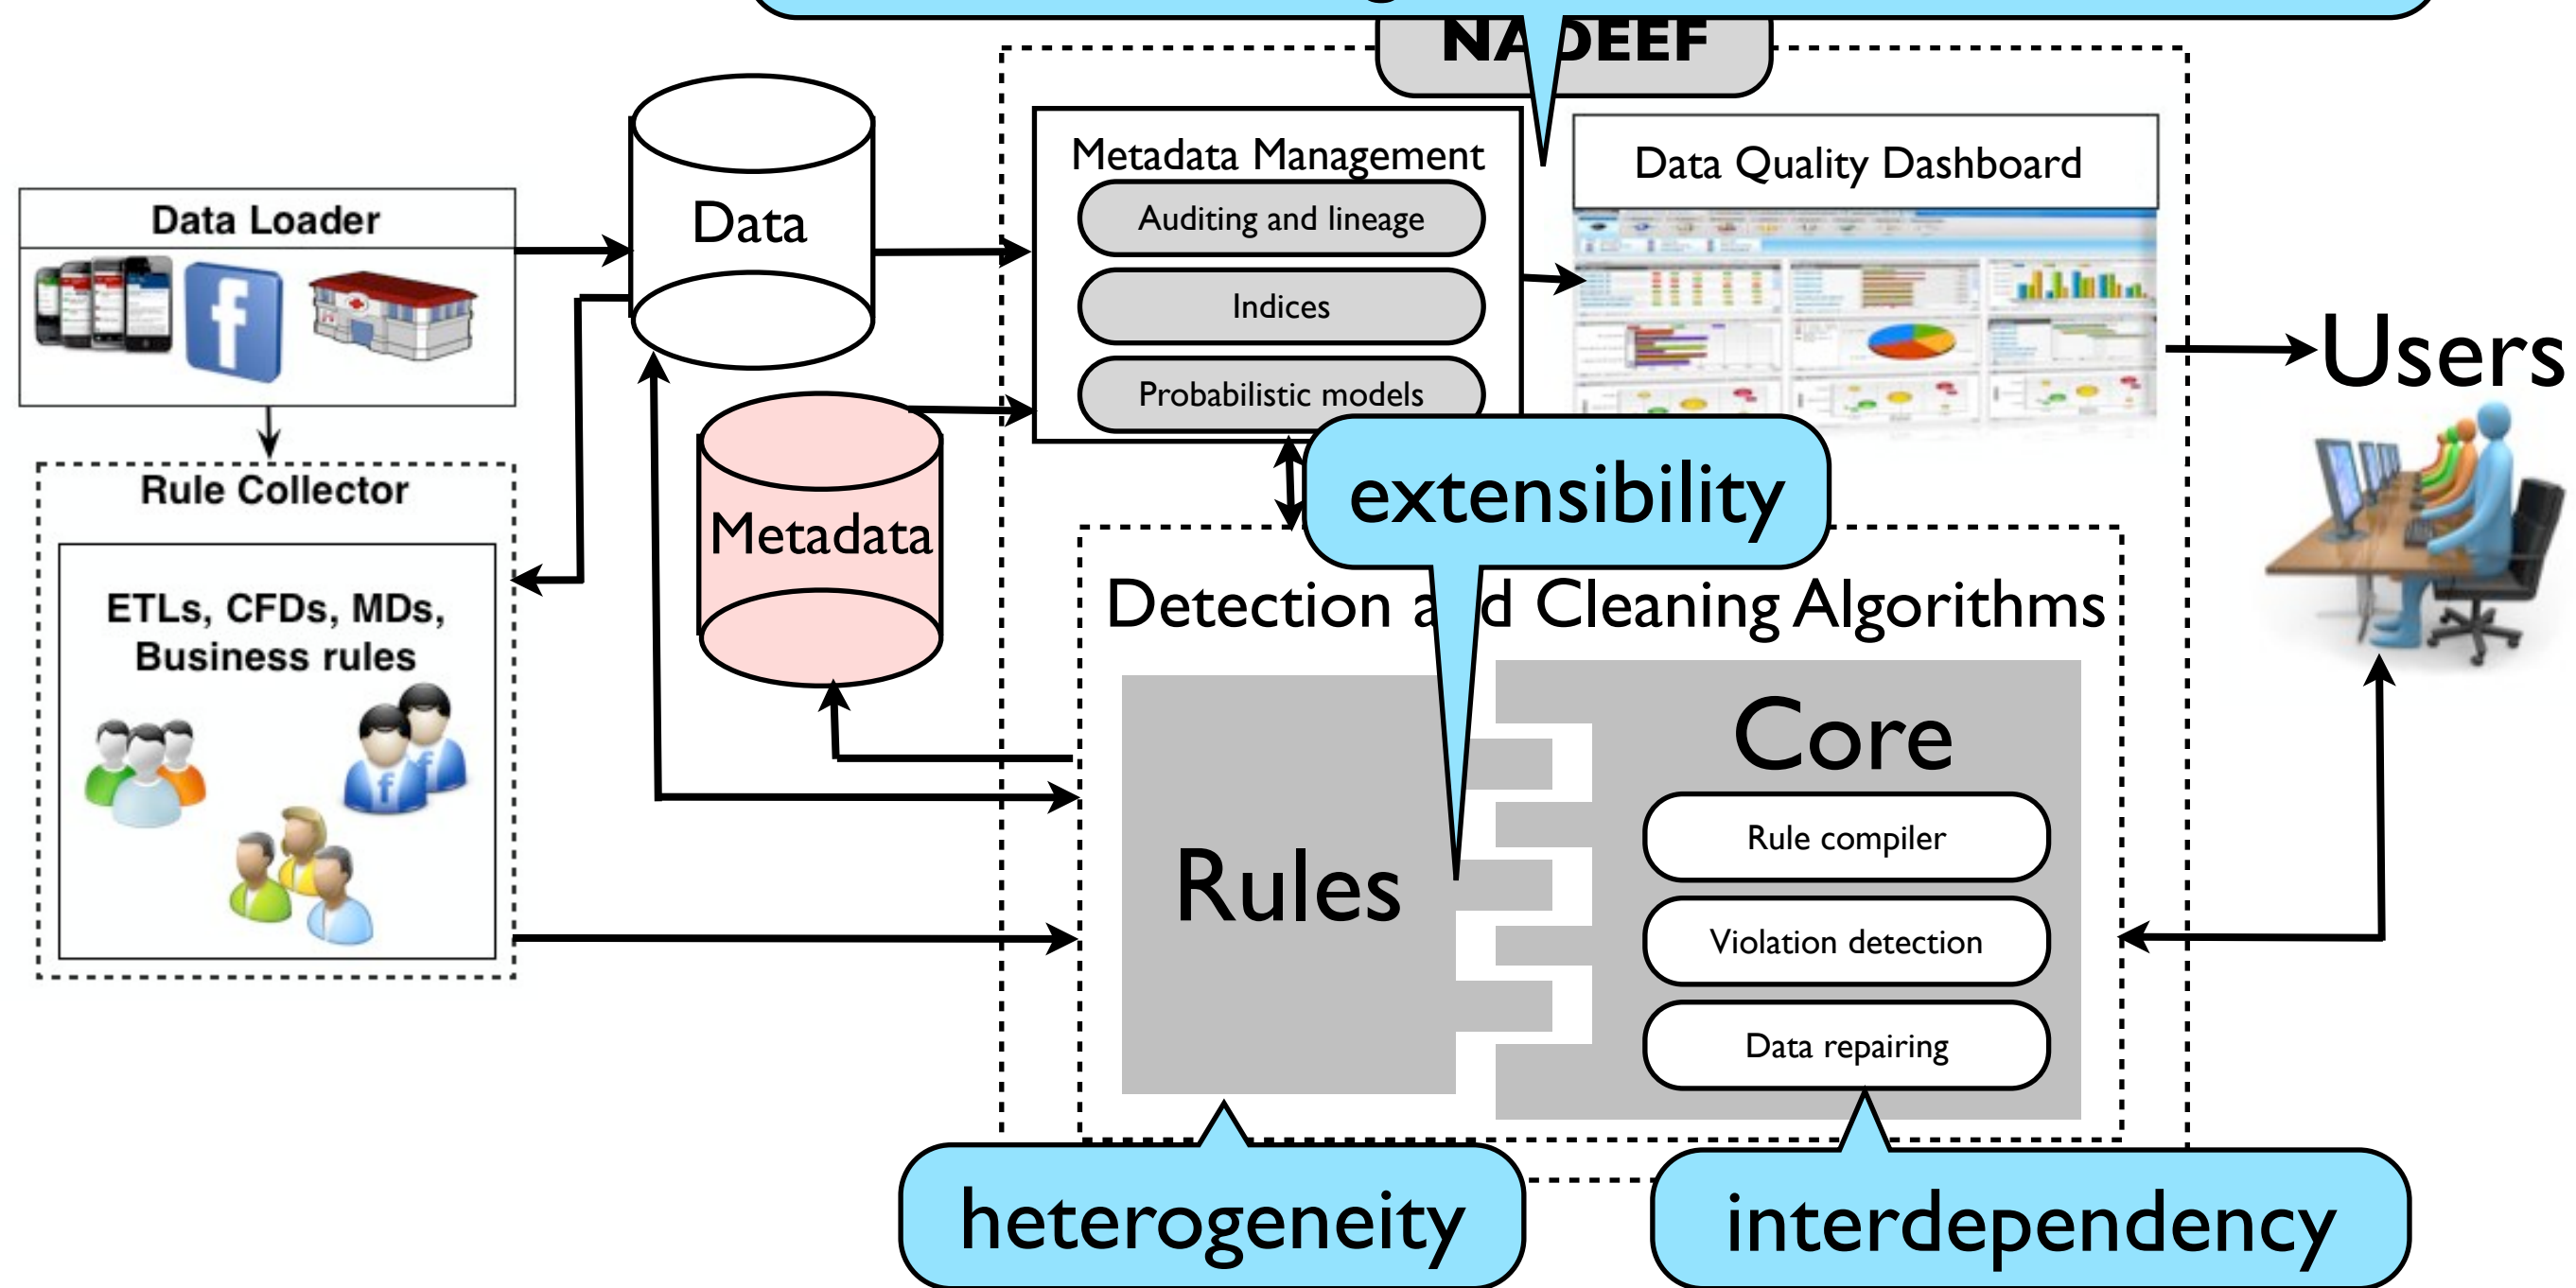 NADEEF
Metadata Management
Auditing and lineage
Indices
Probabilistic models
Data Quality Dashboard
Data Loader
Data
Users
Rule Collector
ETLs, CFDs, MDs,
Business rules
Metadata
extensibility
Detection and Cleaning Algorithms
Rules
Core
Rule compiler
Violation detection
Data repairing
heterogeneity
interdependency